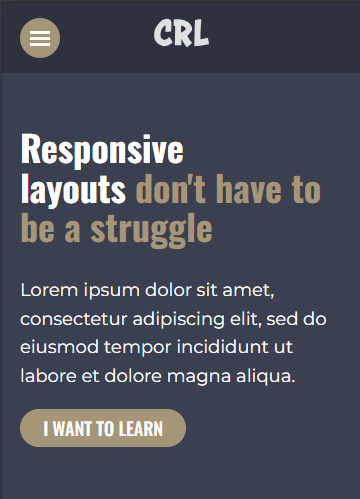 CRL
Responsive
layouts don't have to
be a struggle
Lorem ipsum dolor sit amet,
consectetur adipiscing elit, sed do
eiusmod tempor incididunt ut
labore et dolore magna aliqua.
I WANT TO LEARN